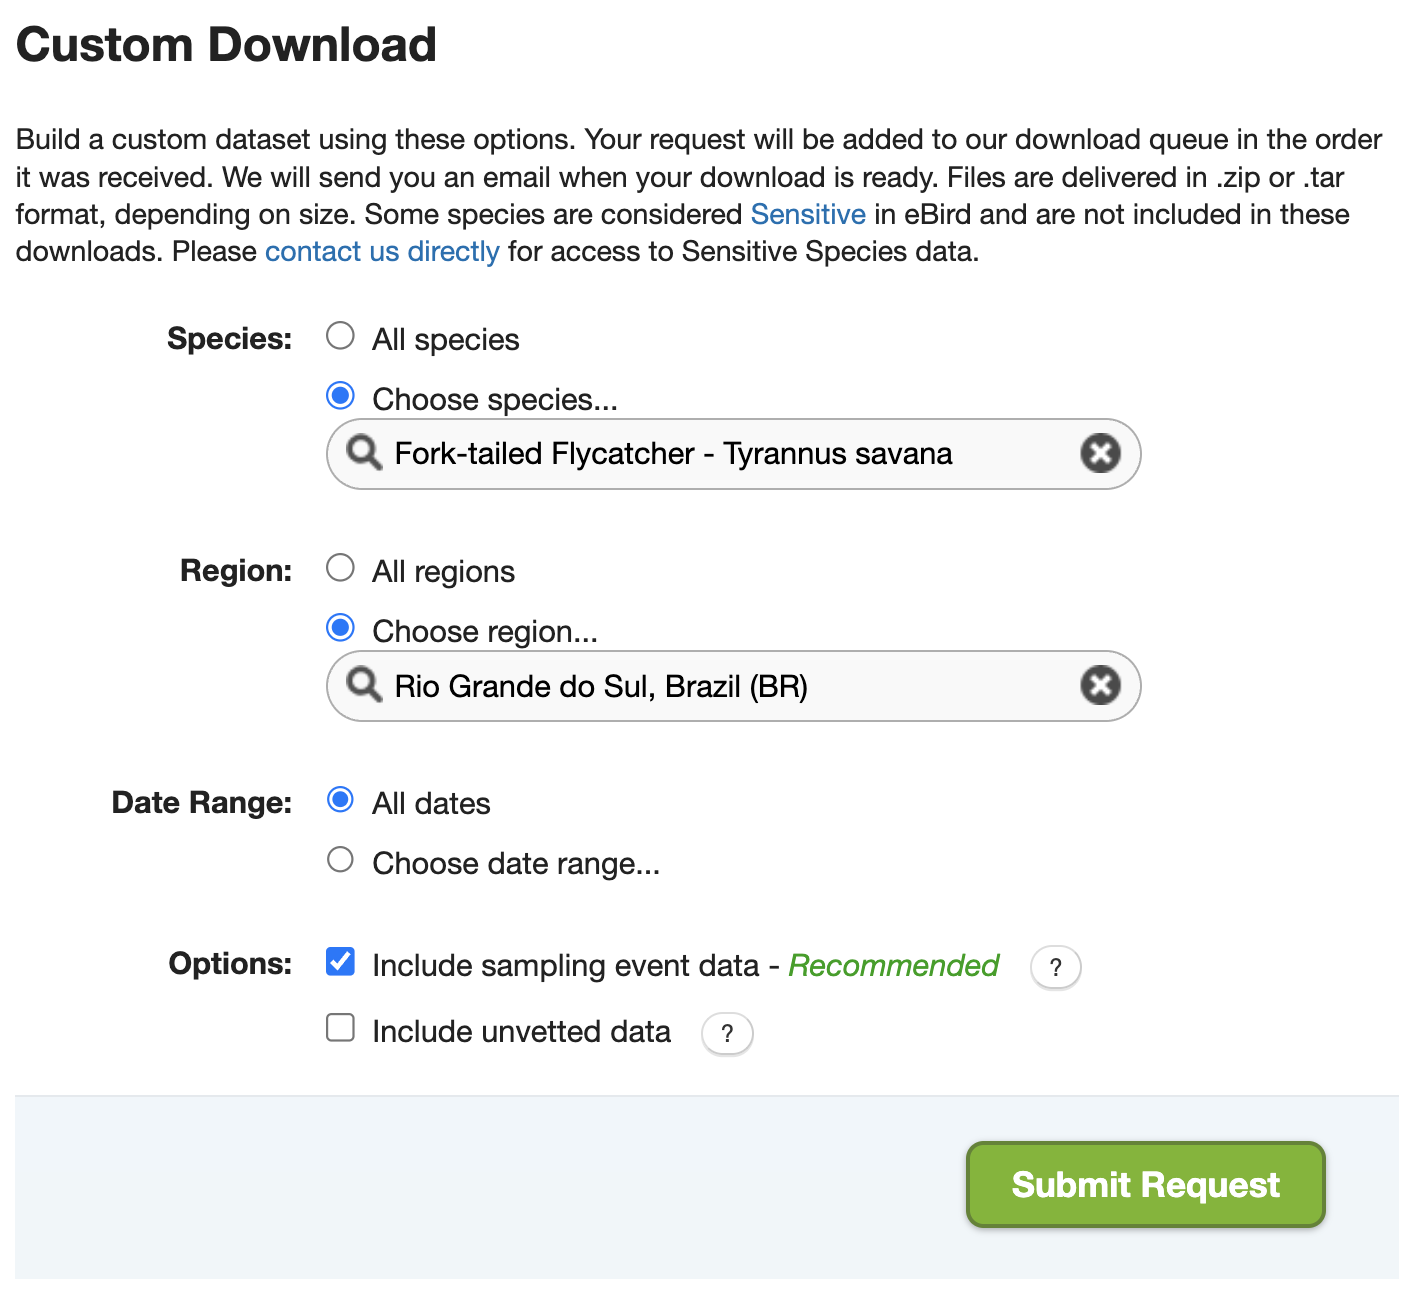 Custom Download
Build a custom dataset using these options. Your request will be added to our download queue in the order
it was received. We will send you an email when your download is ready. Files are delivered in .zip or .tar
format, depending on size. Some species are considered Sensitive in eBird and are not included in these
downloads. Please contact us directly for access to Sensitive Species data.
Species: All species
Choose species...
Fork-tailed Flycatcher - Tyrannus savana
Region: All regions
Choose region...
Rio Grande do Sul, Brazil (BR)
Date Range: All dates
Choose date range...
Options: Include sampling event data - Recommended ?
Include unvetted data ?
Submit Request